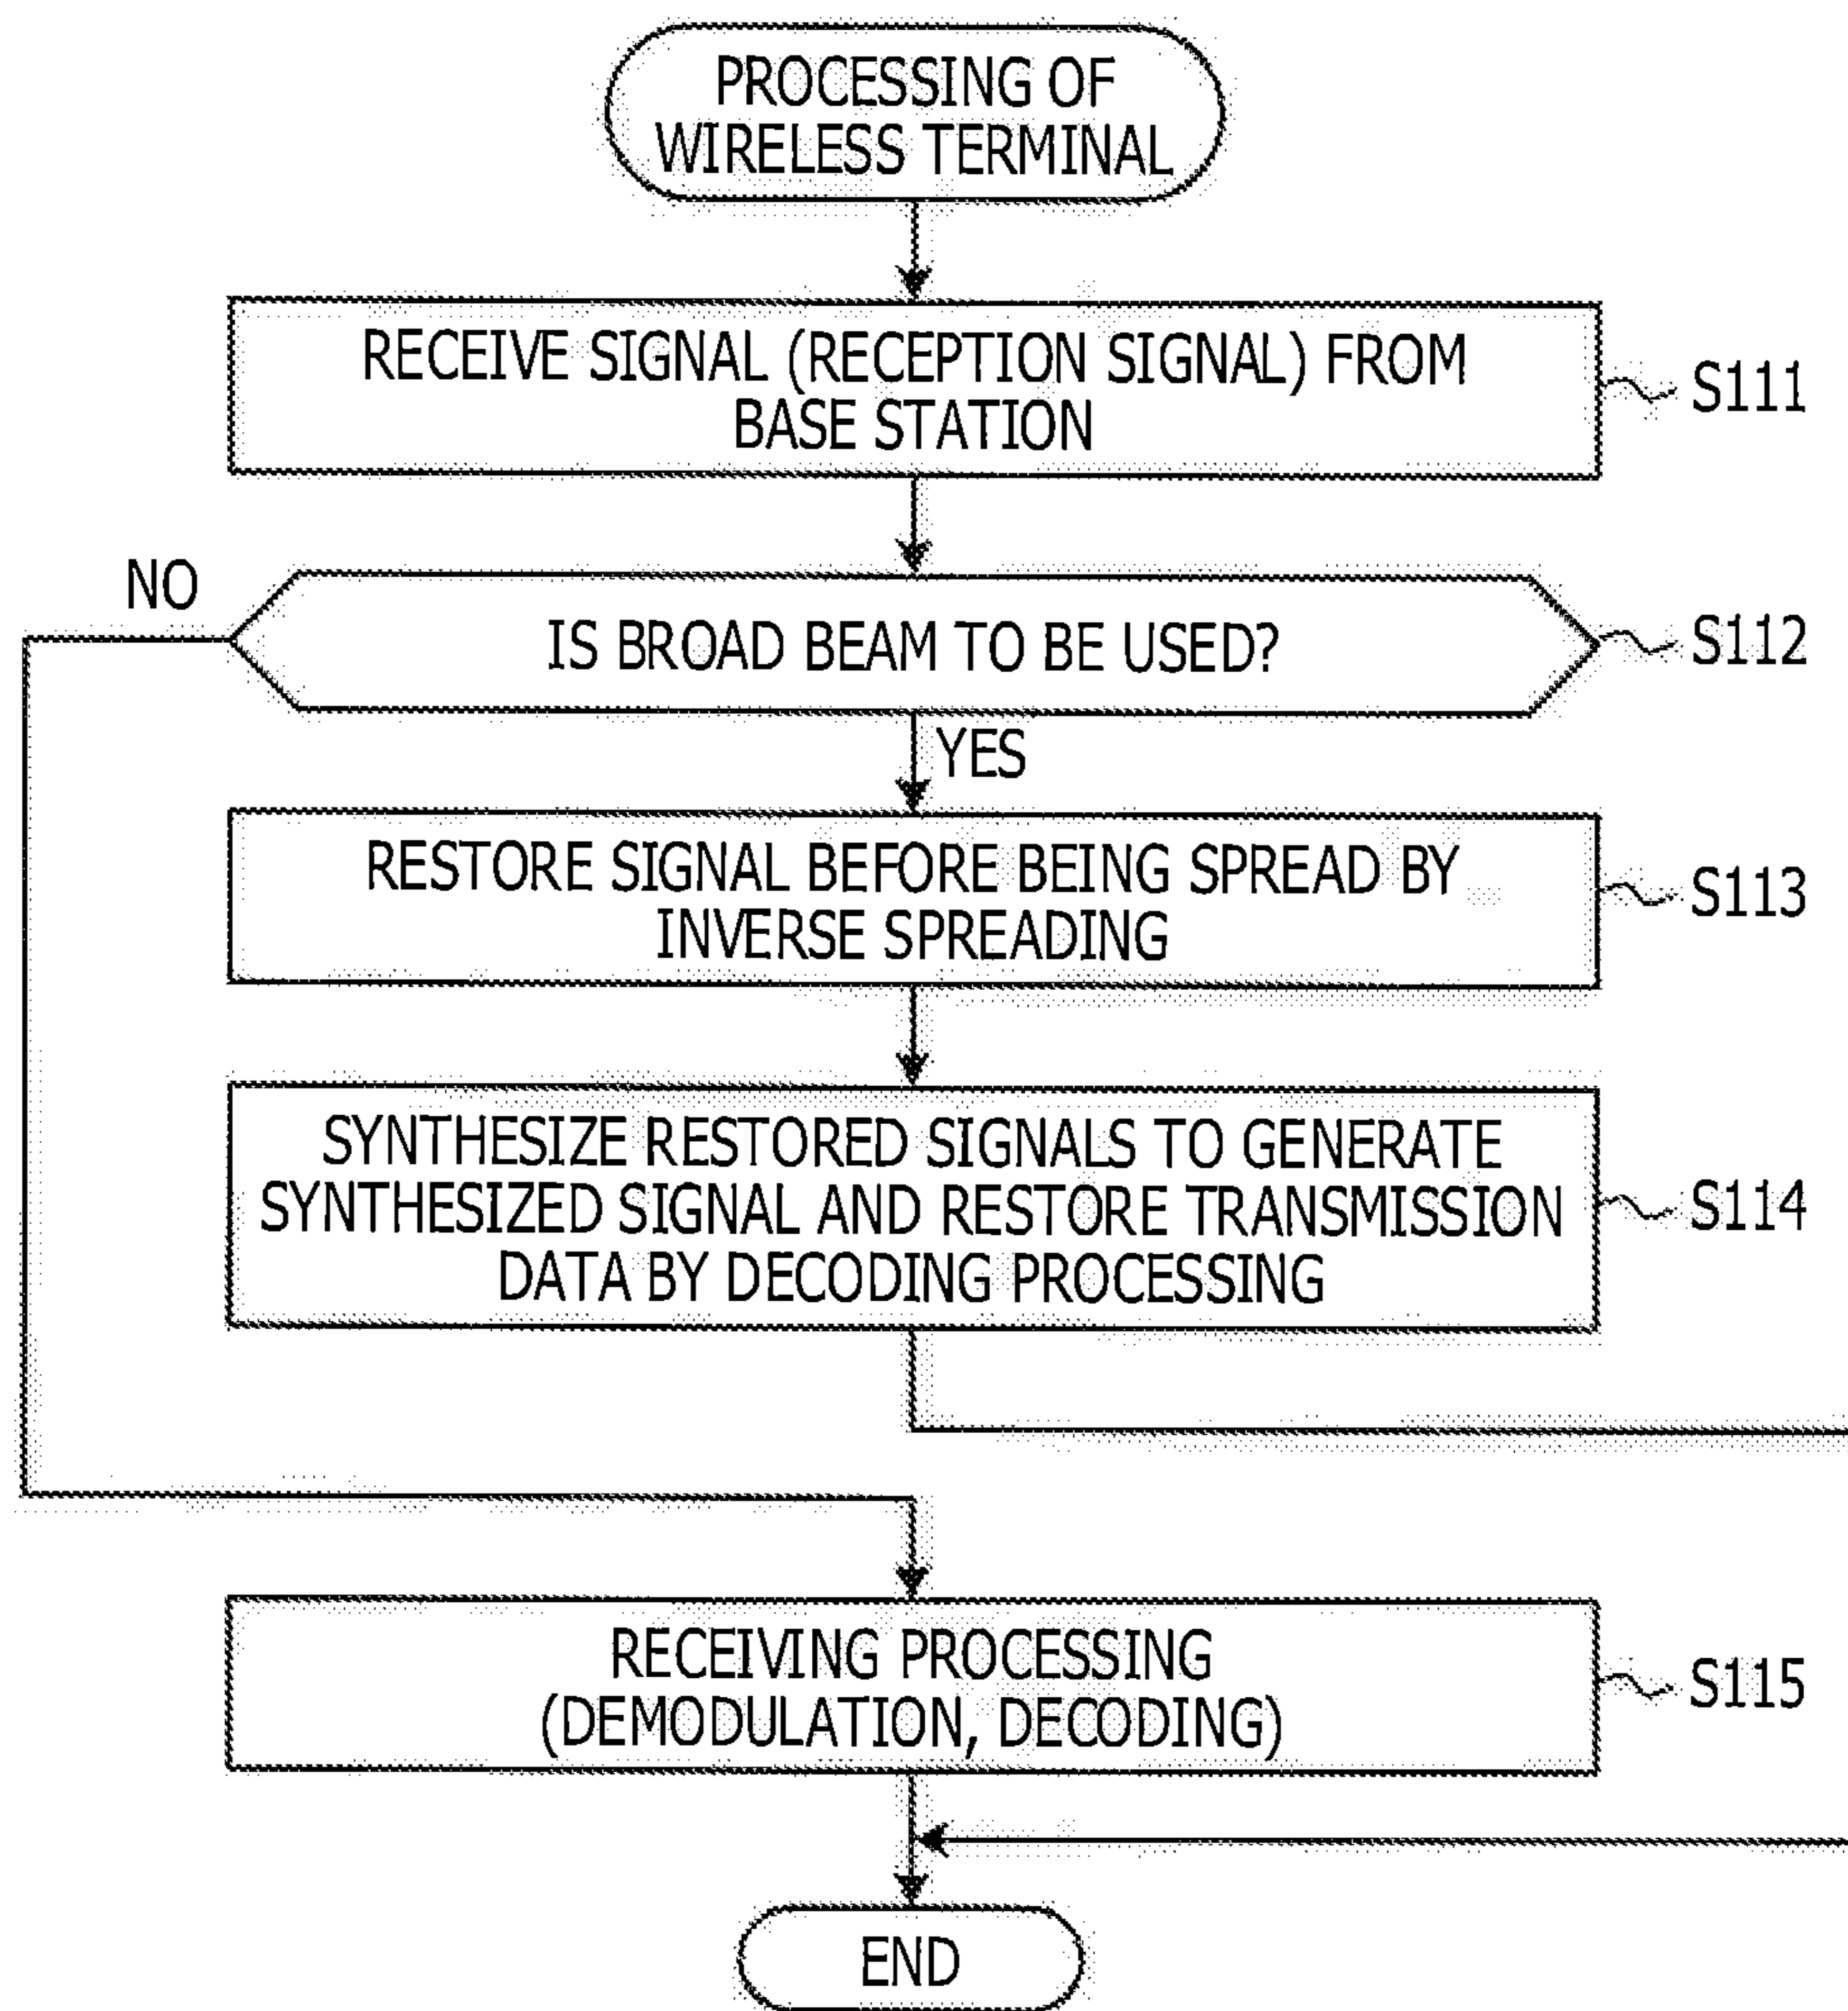 PROCESSING OF
WIRELESS TERMINAL
RECEIVE SIGNAL (RECEPTION SIGNAL) FROM
BASE STATION
S111
NO
IS BROAD BEAM TO BE USED?
S112
YES
RESTORE SIGNAL BEFORE BEING SPREAD BY
INVERSE SPREADING
S113
SYNTHESIZE RESTORED SIGNALS TO GENERATE
SYNTHESIZED SIGNAL AND RESTORE TRANSMISSION
DATA BY DECODING PROCESSING
S114
RECEIVING PROCESSING
(DEMODULATION, DECODING)
S115
END